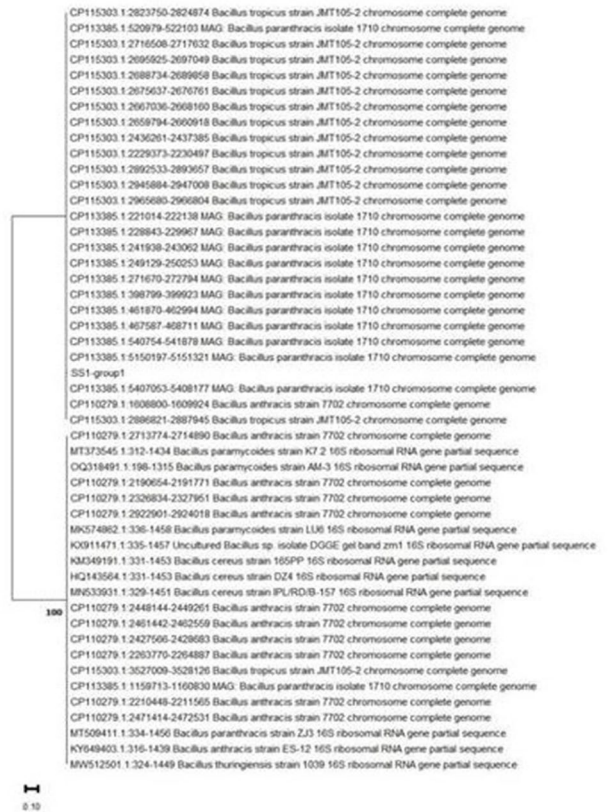 CP115303.1:2823750-2824874 Bacillus tropicus strain JMT105-2 chromosome complete genome
CP113385.1:520979-522103 MAG: Bacillus paranthracis isolate 1710 chromosome complete genome
CP115303.1:2716508-2717632 Bacillus tropicus strain JMT105-2 chromosome complete genome
CP115303.1:2695925-2697049 Bacillus tropicus strain JMT105-2 chromosome complete genome
CP115303.1:2688734-2689858 Bacillus tropicus strain JMT105-2 chromosome complete genome
CP115303.1:2675637-2676761 Bacillus tropicus strain JMT105-2 chromosome complete genome
CP115303.1:2667036-2668160 Bacillus tropicus strain JMT105-2 chromosome complete genome
CP115303.1:2659794-2660918 Bacillus tropicus strain JMT105-2 chromosome complete genome
CP115303.1:2436261-2437385 Bacillus tropicus strain JMT105-2 chromosome complete genome
CP115303.1:2229373-2230497 Bacillus tropicus strain JMT105-2 chromosome complete genome
CP115303.1:2892533-2893657 Bacillus tropicus strain JMT105-2 chromosome complete genome
CP115303.1:2945884-2947008 Bacillus tropicus strain JMT105-2 chromosome complete genome
CP115303.1:2965680-2966804 Bacillus tropicus strain JMT105-2 chromosome complete genome
CP113385.1:221014-222138 MAG: Bacillus paranthracis isolate 1710 chromosome complete genome
CP113385.1:228843-229967 MAG: Bacillus paranthracis isolate 1710 chromosome complete genome
CP113385.1:241938-243062 MAG: Bacillus paranthracis isolate 1710 chromosome complete genome
CP113385.1:249129-250253 MAG: Bacillus paranthracis isolate 1710 chromosome complete genome
CP113385.1:271670-272794 MAG: Bacillus paranthracis isolate 1710 chromosome complete genome
CP113385.1:398799-399923 MAG: Bacillus paranthracis isolate 1710 chromosome complete genome
CP113385.1:461870-462994 MAG: Bacillus paranthracis isolate 1710 chromosome complete genome
CP113385.1:467587-468711 MAG: Bacillus paranthracis isolate 1710 chromosome complete genome
CP113385.1:540754-541878 MAG: Bacillus paranthracis isolate 1710 chromosome complete genome
CP113385.1:5150197-5151321 MAG: Bacillus paranthracis isolate 1710 chromosome complete genome
SS1-group1
CP113385.1:5407053-5408177 MAG: Bacillus paranthracis isolate 1710 chromosome complete genome
CP110279.1:1608800-1609924 Bacillus anthracis strain 7702 chromosome complete genome
CP115303.1:2886821-2887945 Bacillus tropicus strain JMT105-2 chromosome complete genome
CP110279.1:2713774-2714890 Bacillus anthracis strain 7702 chromosome complete genome
MT373545.1:312-1434 Bacillus paramycoides strain K7.2 16S ribosomal RNA gene partial sequence
OQ318491.1:198-1315 Bacillus paramycoides strain AM-3 16S ribosomal RNA gene partial sequence
CP110279.1:2190654-2191771 Bacillus anthracis strain 7702 chromosome complete genome
CP110279.1:2326834-2327951 Bacillus anthracis strain 7702 chromosome complete genome
CP110279.1:2922901-2924018 Bacillus anthracis strain 7702 chromosome complete genome
MK574862.1:336-1458 Bacillus paramycoides strain LU6 16S ribosomal RNA gene partial sequence
KX911471.1:335-1457 Uncultured Bacillus sp. isolate DGGE gel band zm1 16S ribosomal RNA gene partial sequence
KM349191.1:331-1453 Bacillus cereus strain 165PP 16S ribosomal RNA gene partial sequence
HQ143564.1:331-1453 Bacillus cereus strain DZ4 16S ribosomal RNA gene partial sequence
MN533931.1:329-1451 Bacillus cereus strain IPL/RD/B-157 16S ribosomal RNA gene partial sequence
100
CP110279.1:2448144-2449261 Bacillus anthracis strain 7702 chromosome complete genome
CP110279.1:2461442-2462559 Bacillus anthracis strain 7702 chromosome complete genome
CP110279.1:2427566-2428683 Bacillus anthracis strain 7702 chromosome complete genome
CP110279.1:2263770-2264887 Bacillus anthracis strain 7702 chromosome complete genome
CP115303.1:3527009-3528126 Bacillus tropicus strain JMT105-2 chromosome complete genome
CP113385.1:1159713-1160830 MAG: Bacillus paranthracis isolate 1710 chromosome complete genome
CP110279.1:2210448-2211565 Bacillus anthracis strain 7702 chromosome complete genome
CP110279.1:2471414-2472531 Bacillus anthracis strain 7702 chromosome complete genome
MT509411.1:334-1456 Bacillus paranthracis strain ZJ3 16S ribosomal RNA gene partial sequence
KY649403.1:316-1439 Bacillus anthracis strain ES-12 16S ribosomal RNA gene partial sequence
MW512501.1:324-1449 Bacillus thuringiensis strain 1039 16S ribosomal RNA gene partial sequence
0.10